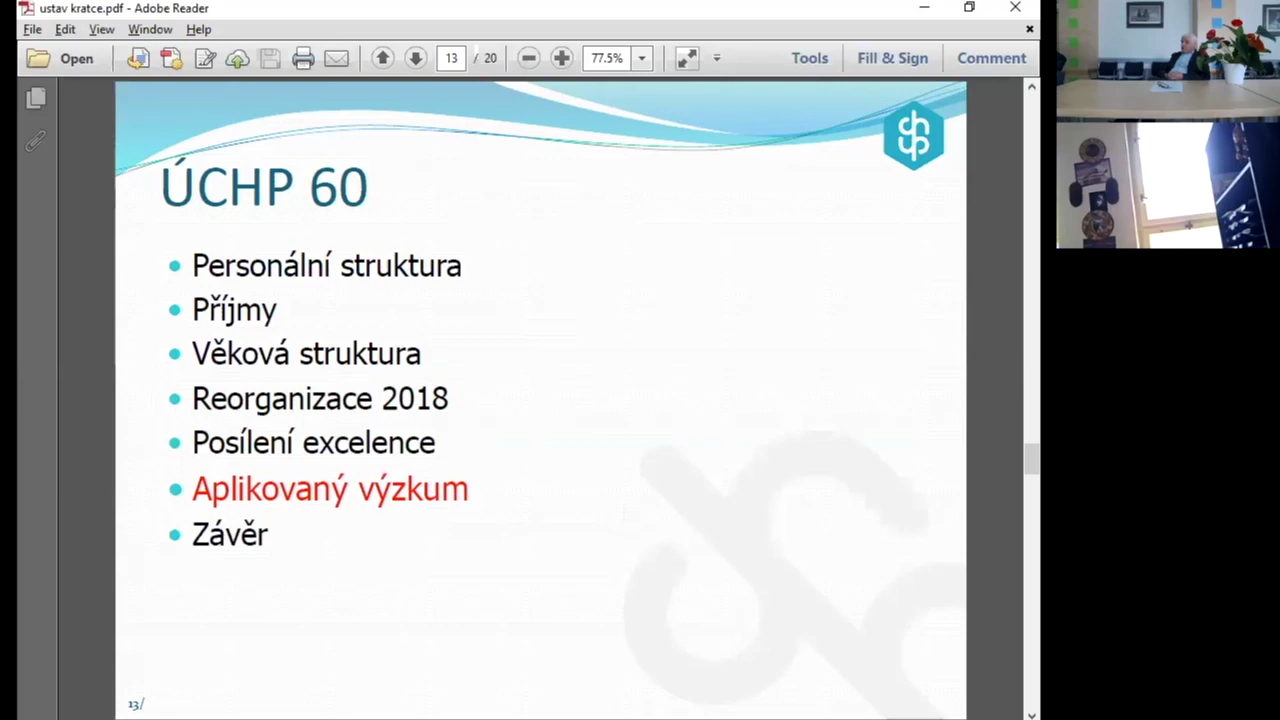 ustav kratce.pdf - Adobe Reader
File Edit View Window Help
Open 13 / 20 77.5% Tools Fill & Sign Comment
ÚCHP 60
Personální struktura
Příjmy
Věková struktura
Reorganizace 2018
Posílení excelence
Aplikovaný výzkum
Závěr
13/